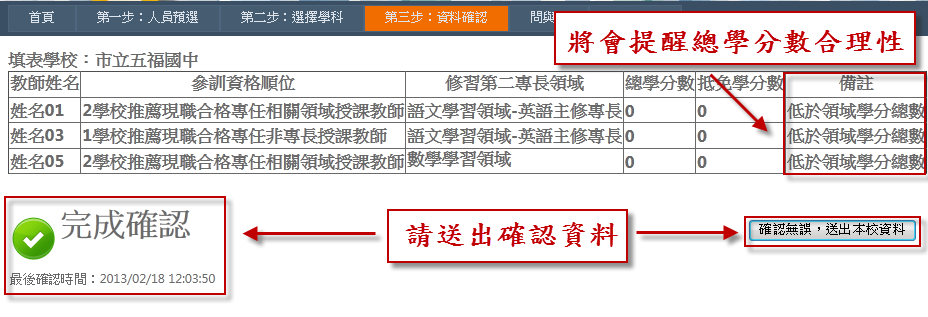 首頁 第一步：人員預選 第二步：選擇學科 第三步：資料確認 問與
將會提醒總學分數合理性
填表學校：市立五福國中
教師姓名 參訓資格順位 修習第二專長領域 總學分數 抵免學分數 備註
姓名01 2學校推薦現職合格專任相關領域授課教師 語文學習領域-英語主修專長 0 0 低於領域學分總數
姓名03 1學校推薦現職合格專任非專長授課教師 語文學習領域-英語主修專長 0 0 低於領域學分總數
姓名05 2學校推薦現職合格專任相關領域授課教師 數學學習領域 0 0 低於領域學分總數
完成確認
請送出確認資料
確認無誤，送出本校資料
最後確認時間：2013/02/18 12:03:50